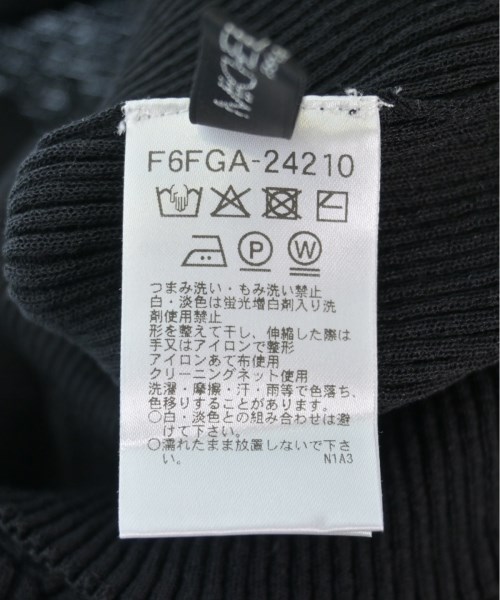 F6FGA-24210
P
W
つまみ洗い・もみ洗い禁止
白・淡色は蛍光増白剤入り洗
剤使用禁止
形を整えて干し、伸縮した際は
手又はアイロンで整形
アイロンあて布使用
クリーニングネット使用
洗濯・摩擦・汗・雨等で色落ち、
色移りすることがあります。
○白・淡色との組み合わせは避
けて下さい。
○濡れたまま放置しないで下さ
い。
N1A3